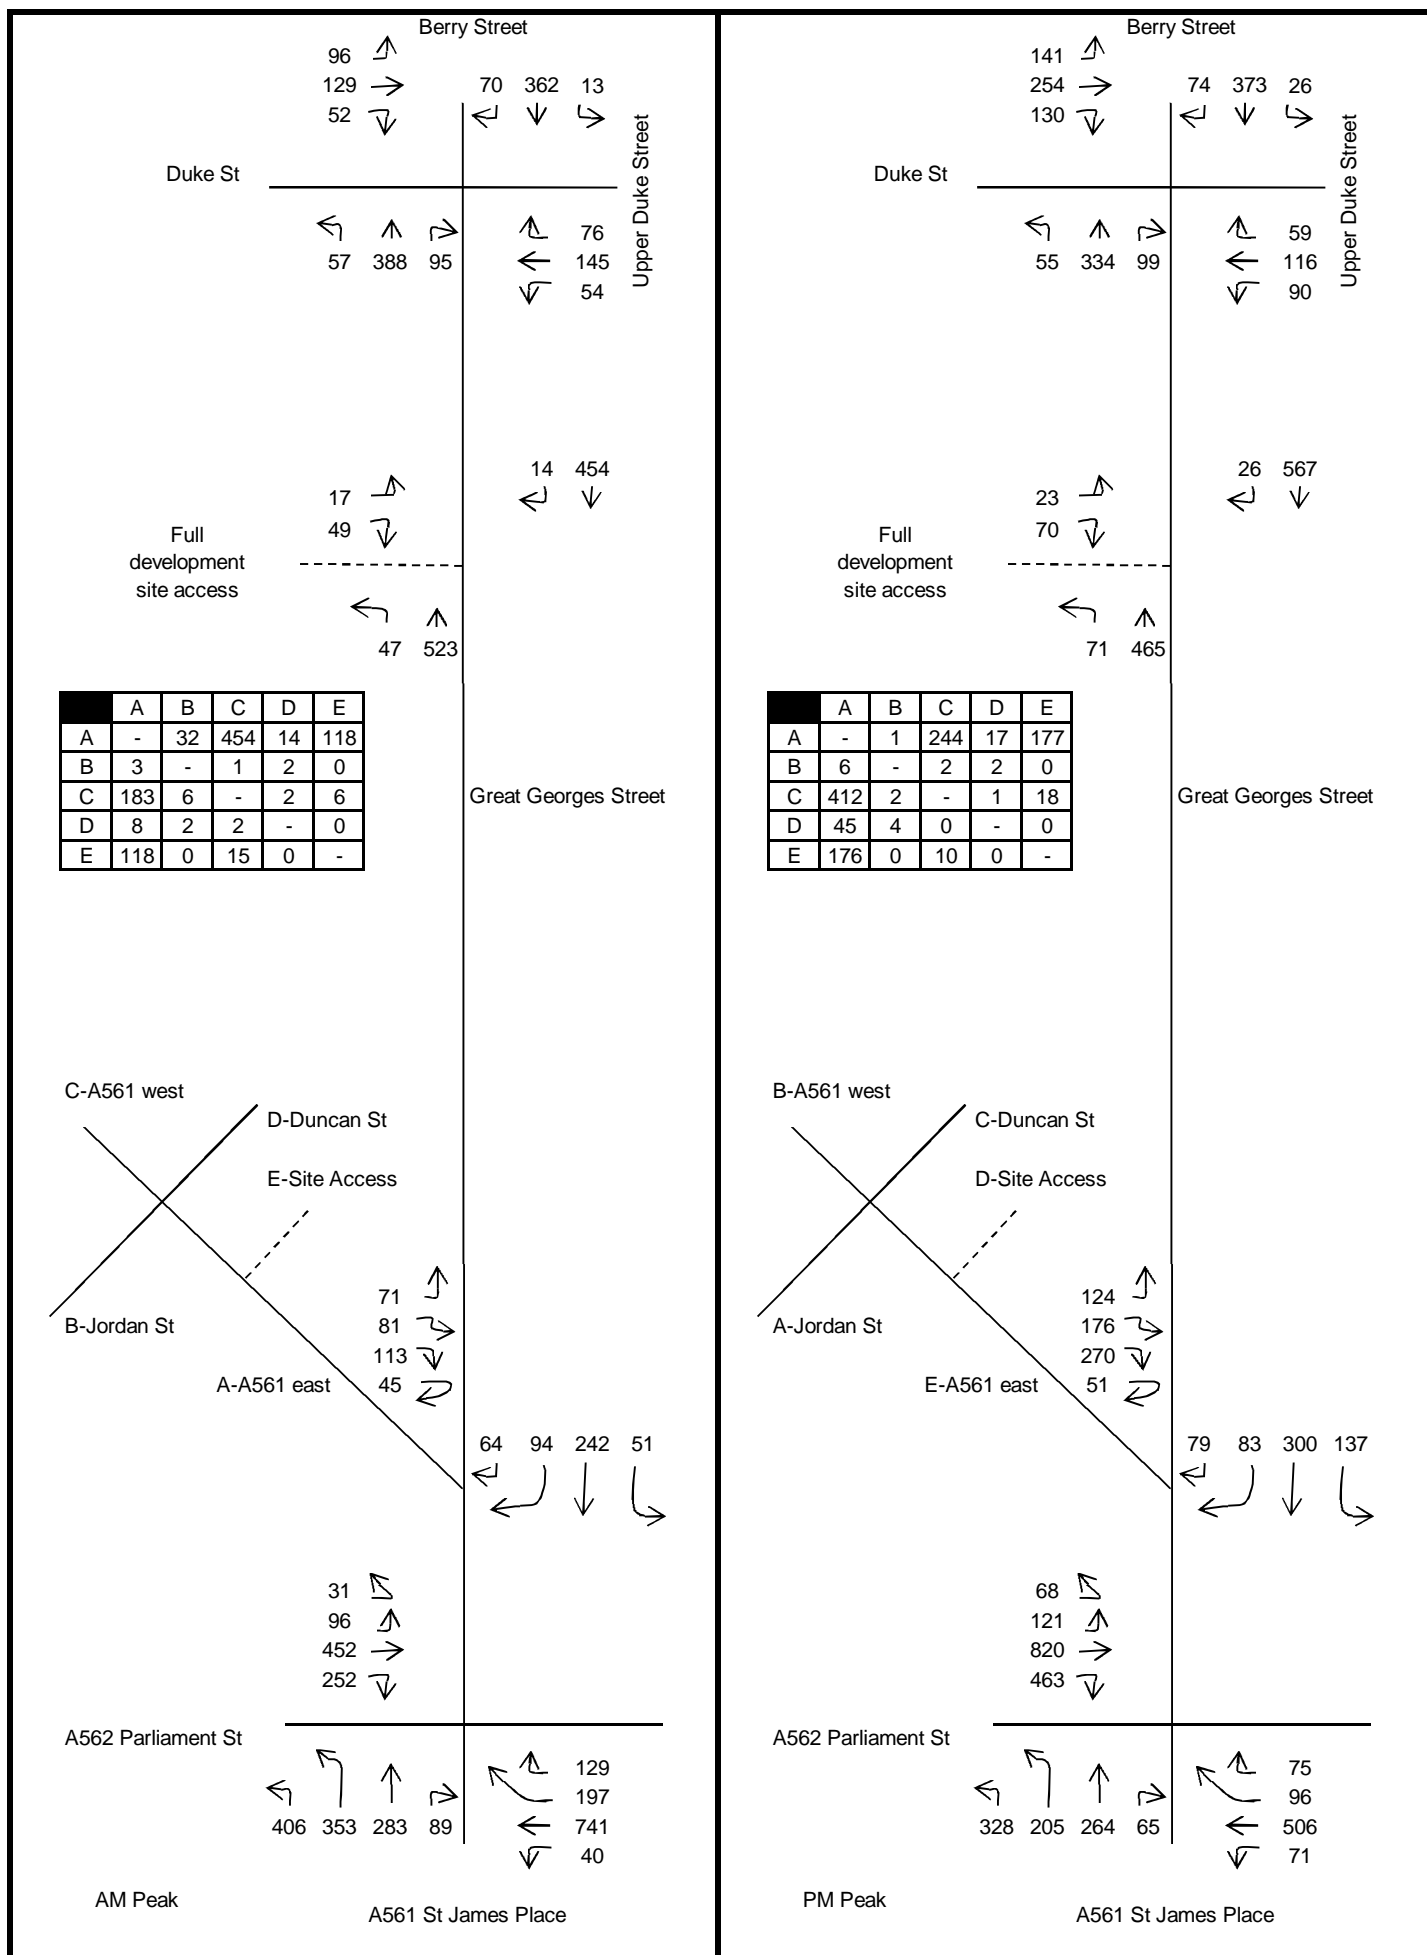 Berry Street
96
129
52
70 362 13
Duke St
Upper Duke Street
57 388 95
76
145
54
14 454
17
49
Full
development
site access
47 523
A B C D E
A - 32 454 14 118
B 3 - 1 2 0
C 183 6 - 2 6
D 8 2 2 - 0
E 118 0 15 0 -
Great Georges Street
C-A561 west
D-Duncan St
E-Site Access
B-Jordan St
A-A561 east
71
81
113
45
64 94 242 51
31
96
452
252
A562 Parliament St
406 353 283 89
129
197
741
40
AM Peak
A561 St James Place
Berry Street
141
254
130
74 373 26
Duke St
Upper Duke Street
55 334 99
59
116
90
26 567
23
70
Full
development
site access
71 465
A B C D E
A - 1 244 17 177
B 6 - 2 2 0
C 412 2 - 1 18
D 45 4 0 - 0
E 176 0 10 0 -
Great Georges Street
B-A561 west
C-Duncan St
D-Site Access
A-Jordan St
E-A561 east
124
176
270
51
79 83 300 137
68
121
820
463
A562 Parliament St
328 205 264 65
75
96
506
71
PM Peak
A561 St James Place